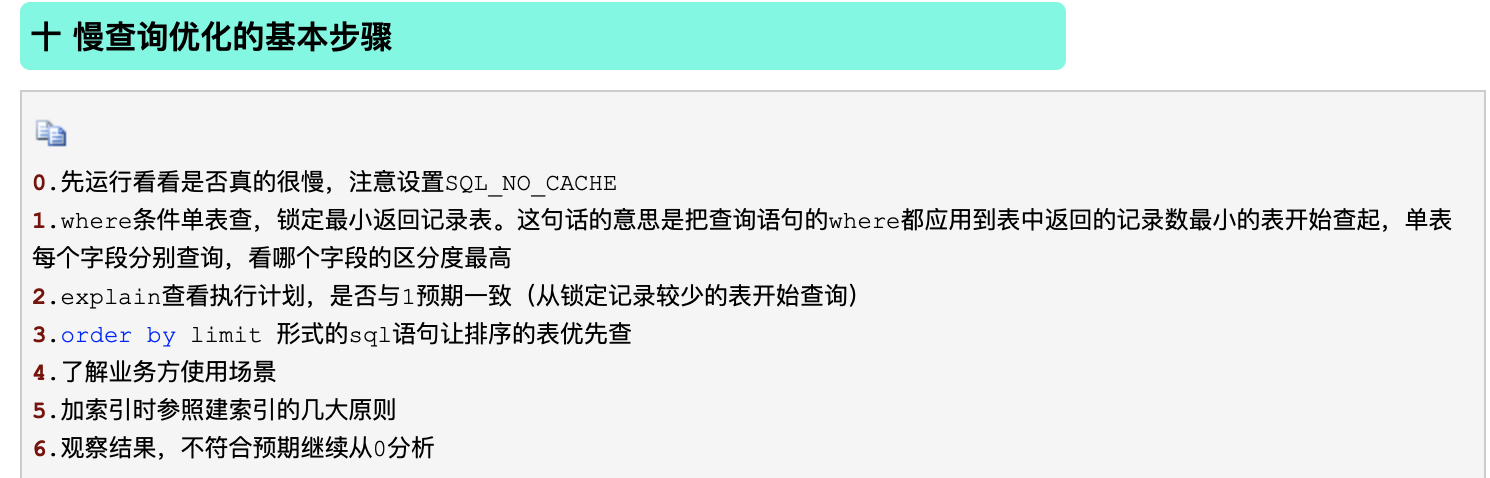 十 慢查询优化的基本步骤
0.先运行看看是否真的很慢，注意设置SQL_NO_CACHE
1.where条件单表查，锁定最小返回记录表。这句话的意思是把查询语句的where都应用到表中返回的记录数最小的表开始查起，单表
每个字段分别查询，看哪个字段的区分度最高
2.explain查看执行计划，是否与1预期一致（从锁定记录较少的表开始查询）
3.order by limit 形式的sql语句让排序的表优先查
4.了解业务方使用场景
5.加索引时参照建索引的几大原则
6.观察结果，不符合预期继续从0分析